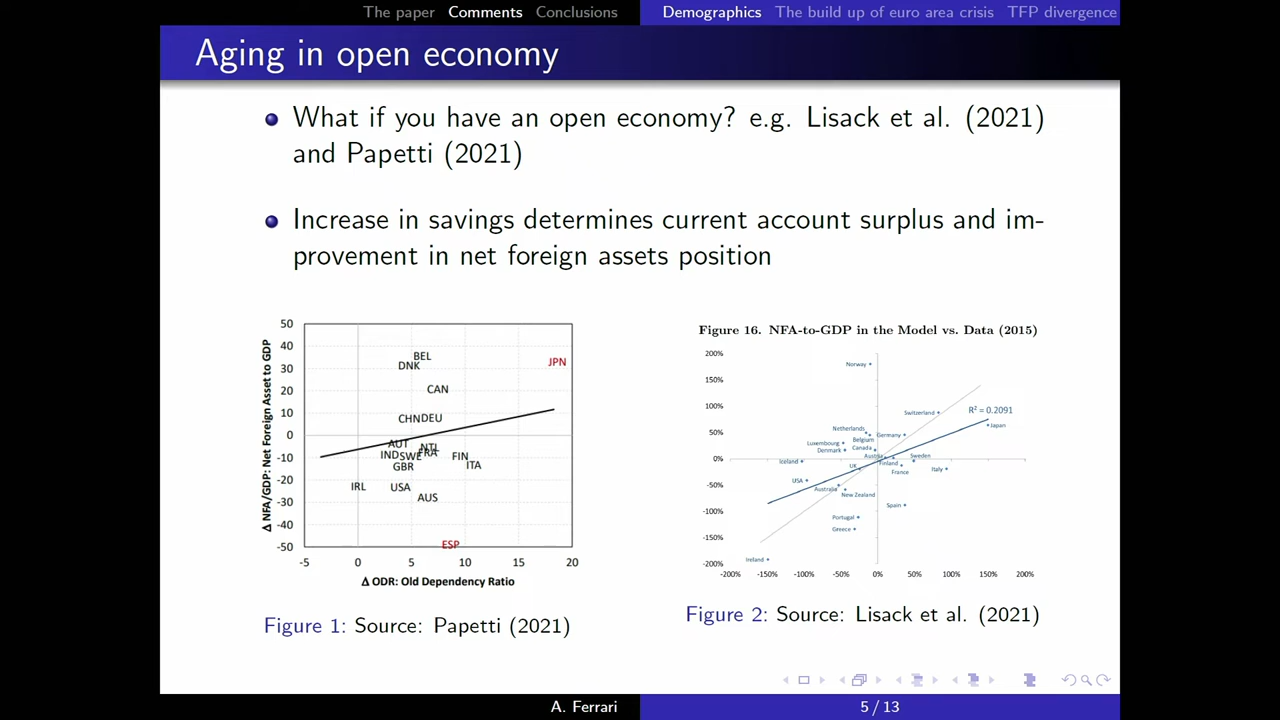 The paper Comments Conclusions Demographics The build up of euro area crisis TFP divergence
Aging in open economy
What if you have an open economy? e.g. Lisack et al. (2021)
and Papetti (2021)
Increase in savings determines current account surplus and im-
provement in net foreign assets position
Δ NFA/GDP: Net Foreign Asset to GDP
50
40
30
20
10
0
-10
-20
-30
-40
-50
BEL
DNK
JPN
CAN
CHN DEU
AUT
NTL
FRA
IND SWE
FIN
GBR
ITA
IRL
USA
AUS
ESP
-5 0 5 10 15 20
Δ ODR: Old Dependency Ratio
Figure 1: Source: Papetti (2021)
Figure 16. NFA-to-GDP in the Model vs. Data (2015)
200%
150%
100%
50%
0%
-50%
-100%
-150%
-200%
Norway
Switzerland
R² = 0.2091
Japan
Netherlands
Germany
Belgium
Luxembourg
Canada
Denmark
Austria
Sweden
Iceland
Finland
UK
France
Italy
USA
Australia
New Zealand
Spain
Portugal
Greece
Ireland
-200% -150% -100% -50% 0% 50% 100% 150% 200%
Figure 2: Source: Lisack et al. (2021)
A. Ferrari 5 / 13